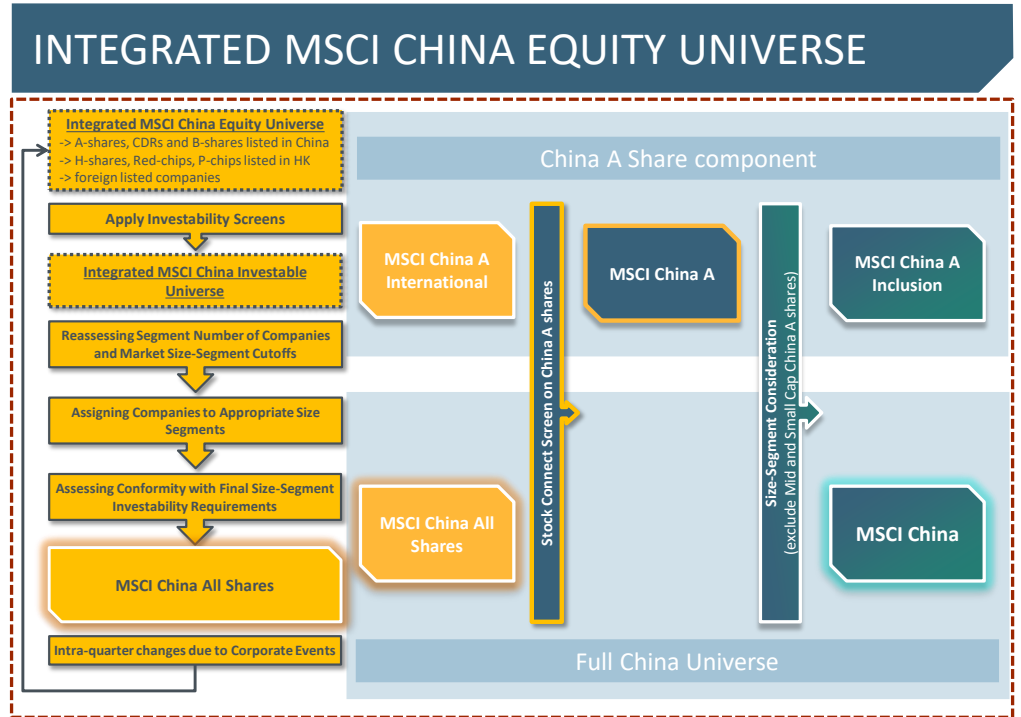 INTEGRATED MSCI CHINA EQUITY UNIVERSE
Integrated MSCI China Equity Universe
-> A-shares, CDRs and B-shares listed in China
-> H-shares, Red-chips, P-chips listed in HK
-> foreign listed companies
Apply Investability Screens
Integrated MSCI China Investable
Universe
Reassessing Segment Number of Companies
and Market Size-Segment Cutoffs
Assigning Companies to Appropriate Size
Segments
Assessing Conformity with Final Size-Segment
Investability Requirements
MSCI China All Shares
Intra-quarter changes due to Corporate Events
China A Share component
MSCI China A
International
Stock Connect Screen on China A shares
MSCI China A
Size-Segment Consideration
(exclude Mid and Small Cap China A shares)
MSCI China A
Inclusion
MSCI China All
Shares
MSCI China
Full China Universe